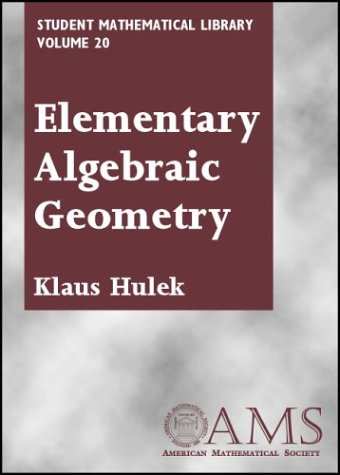 STUDENT MATHEMATICAL LIBRARY
VOLUME 20
Elementary
Algebraic
Geometry
Klaus Hulek
AMS
AMERICAN MATHEMATICAL SOCIETY